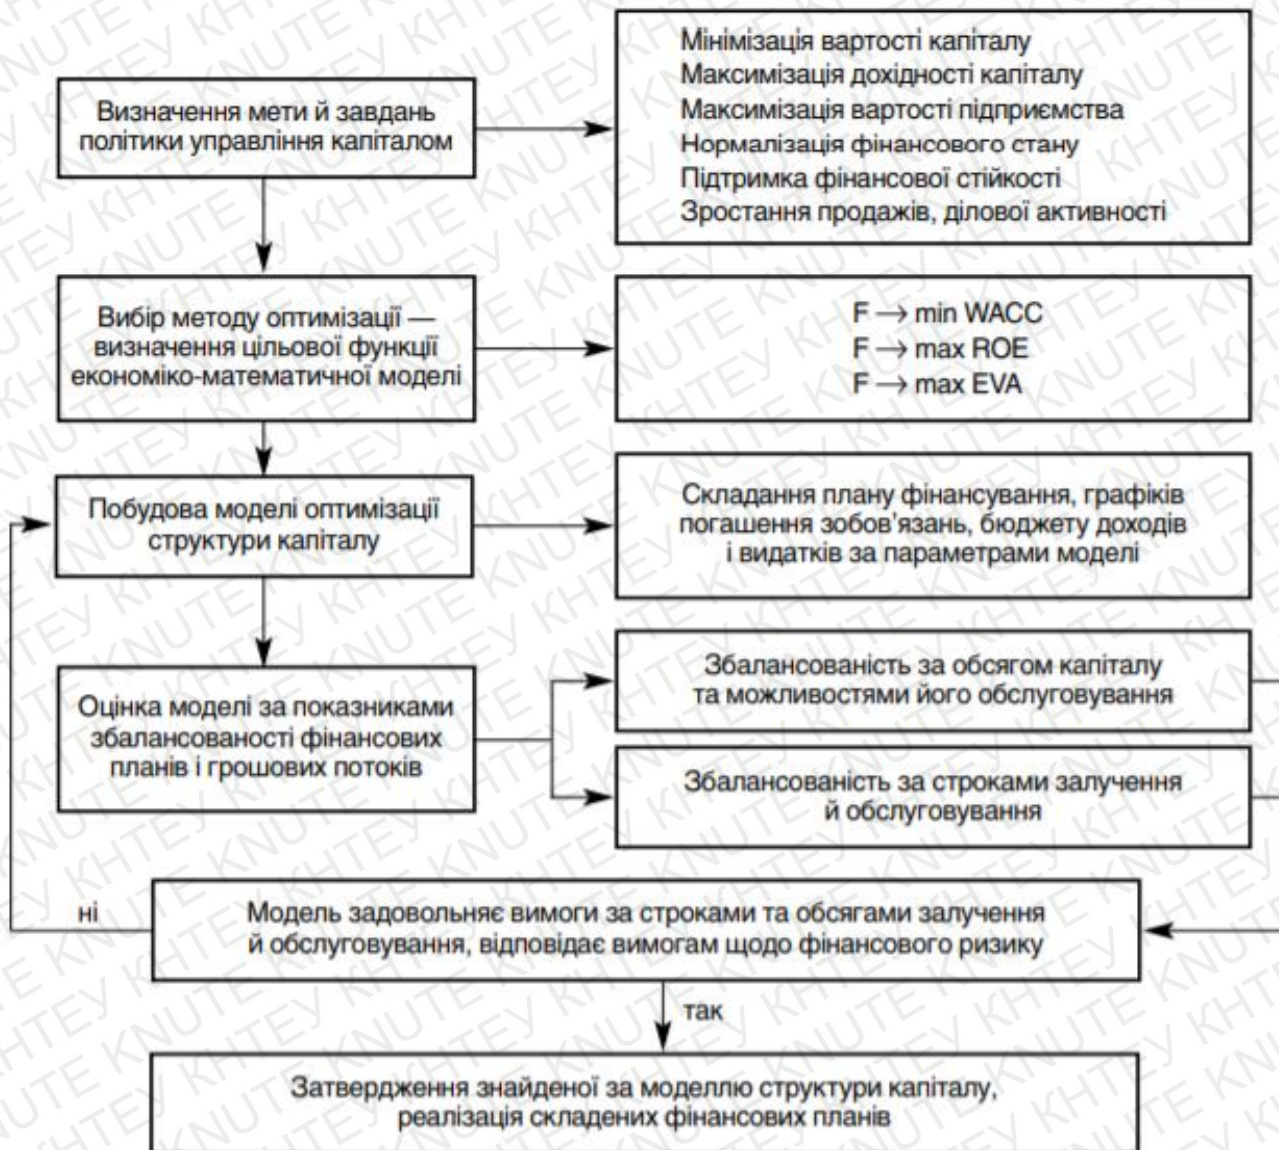 Визначення мети й завдань
політики управління капіталом
Мінімізація вартості капіталу
Максимізація дохідності капіталу
Максимізація вартості підприємства
Нормалізація фінансового стану
Підтримка фінансової стійкості
Зростання продажів, ділової активності
Вибір методу оптимізації —
визначення цільової функції
економіко-математичної моделі
F → min WACC
F → max ROE
F → max EVA
Побудова моделі оптимізації
структури капіталу
Складання плану фінансування, графіків
погашення зобов’язань, бюджету доходів
і видатків за параметрами моделі
Оцінка моделі за показниками
збалансованості фінансових
планів і грошових потоків
Збалансованість за обсягом капіталу
та можливостями його обслуговування
Збалансованість за строками залучення
й обслуговування
ні
Модель задовольняє вимоги за строками та обсягами залучення
й обслуговування, відповідає вимогам щодо фінансового ризику
так
Затвердження знайденої за моделлю структури капіталу,
реалізація складених фінансових планів
KNUTE КНТЕУ